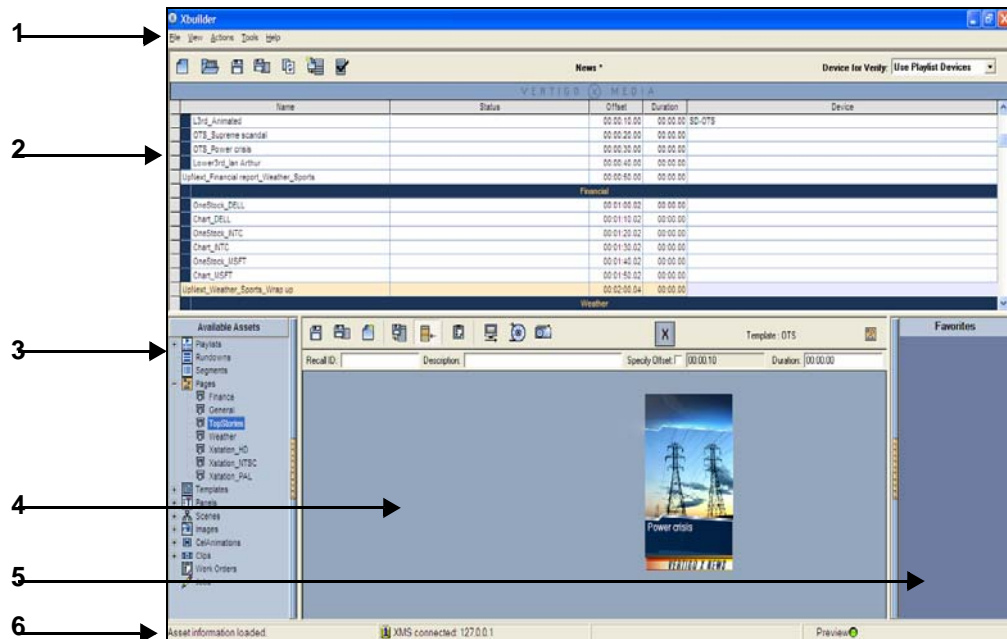 Xbuilder
1
File View Actions Tools Help
News *
Device for Verify: Use Playlist Devices
VERTIGO X MEDIA
Name Status Offset Duration Device
L3rd_Animated 00:00:10.00 00:00.00 SD-OTS
OTS_Supreme scandal 00:00:20.00 00:00.00
2
OTS_Power crisis 00:00:30.00 00:00.00
Lower3rd_Ian Arthur 00:00:40.00 00:00.00
UpNext_Financial report_Weather_Sports 00:00:50.00 00:00.00
Financial
OneStock_DELL 00:01:00.02 00:00.00
Chart_DELL 00:01:10.02 00:00.00
OneStock_INTC 00:01:20.02 00:00.00
Chart_INTC 00:01:30.02 00:00.00
OneStock_MSFT 00:01:40.02 00:00.00
Chart_MSFT 00:01:50.02 00:00.00
UpNext_Weather_Sports_Wrap up 00:02:00.04 00:00.00
Weather
Available Assets
3
Playlists
Rundowns
Segments
Pages
Finance
General
TopStories
Weather
Xstation_HD
Xstation_NTSC
Xstation_PAL
Templates
Panels
Scenes
Images
CelAnimations
Clips
Work Orders
X
Template : OTS
Recall ID: Description: Specify Offset: 00:00:10 Duration: 00:00.00
4
Power crisis
VERTIGO X NEWS
Favorites
5
6
Asset information loaded. XMS connected: 127.0.0.1 Preview